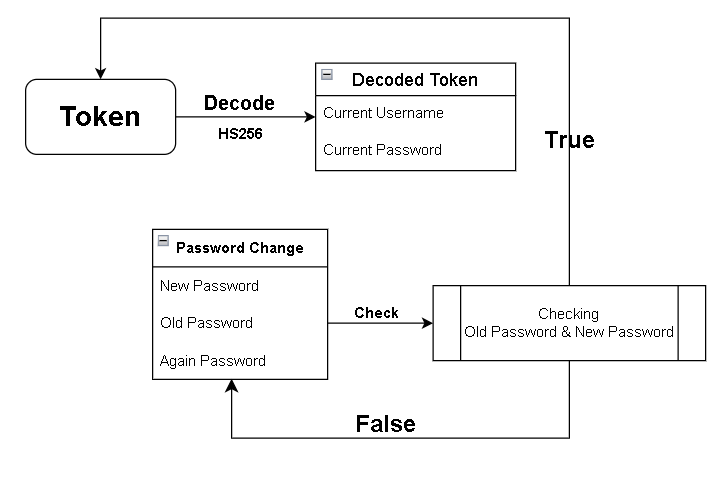 Token
Decode
HS256
Decoded Token
Current Username
Current Password
True
Password Change
New Password
Old Password
Again Password
Check
Checking
Old Password & New Password
False